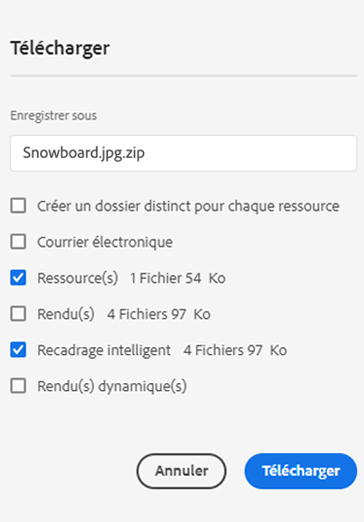 Télécharger
Enregistrer sous
Snowboard.jpg.zip
Créer un dossier distinct pour chaque ressource
Courrier électronique
Ressource(s) 1 Fichier 54 Ko
Rendu(s) 4 Fichiers 97 Ko
Recadrage intelligent 4 Fichiers 97 Ko
Rendu(s) dynamique(s)
Annuler Télécharger